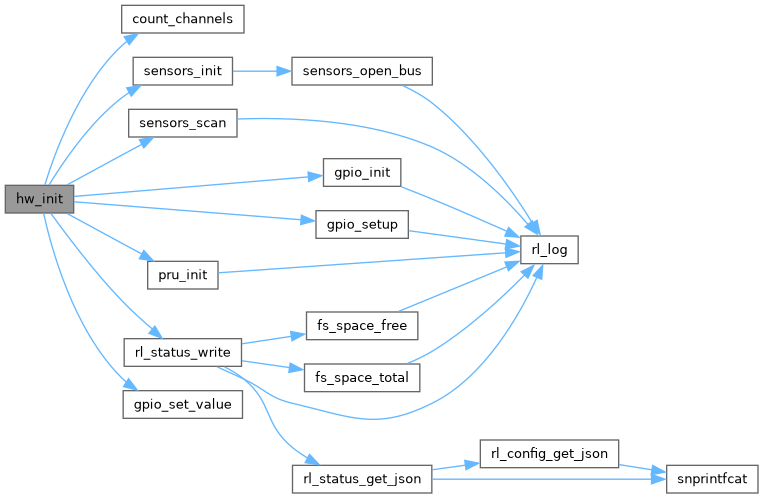 count_channels
sensors_init
sensors_open_bus
sensors_scan
gpio_init
hw_init
gpio_setup
rl_log
pru_init
fs_space_free
rl_status_write
fs_space_total
gpio_set_value
rl_config_get_json
rl_status_get_json
snprintfcat